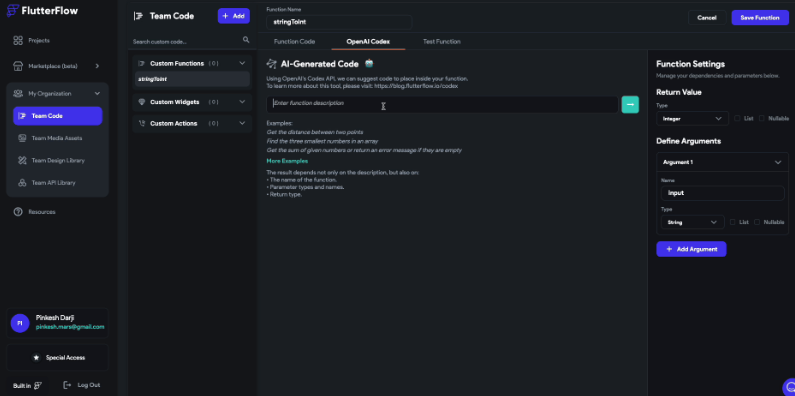 FlutterFlow
Projects
Marketplace (beta)
My Organization
Team Code
Team Media Assets
Team Design Library
Team API Library
Resources
FI
Pinkesh Darji
pinkesh.mars@gmail.com
Special Access
Built in
Log Out
Team Code
+ Add
Search custom code...
Custom Functions (0)
stringToInt
Custom Widgets (0)
Custom Actions (0)
Function Name
stringToInt
Cancel
Save Function
Function Code
OpenAI Codex
Test Function
AI-Generated Code
Using OpenAI's Codex API, we can suggest code to place inside your function.
To learn more about this tool, please visit: https://blog.flutterflow.io/codex
Enter function description
Examples:
Get the distance between two points
Find the three smallest numbers in an array
Get the sum of given numbers or return an error message if they are empty
More Examples
The result depends not only on the description, but also on:
• The name of the function.
• Parameter types and names.
• Return type.
Function Settings
Manage your dependencies and parameters below.
Return Value
Type
Integer
List
Nullable
Define Arguments
Argument 1
Name
input
Type
String
List
Nullable
+ Add Argument